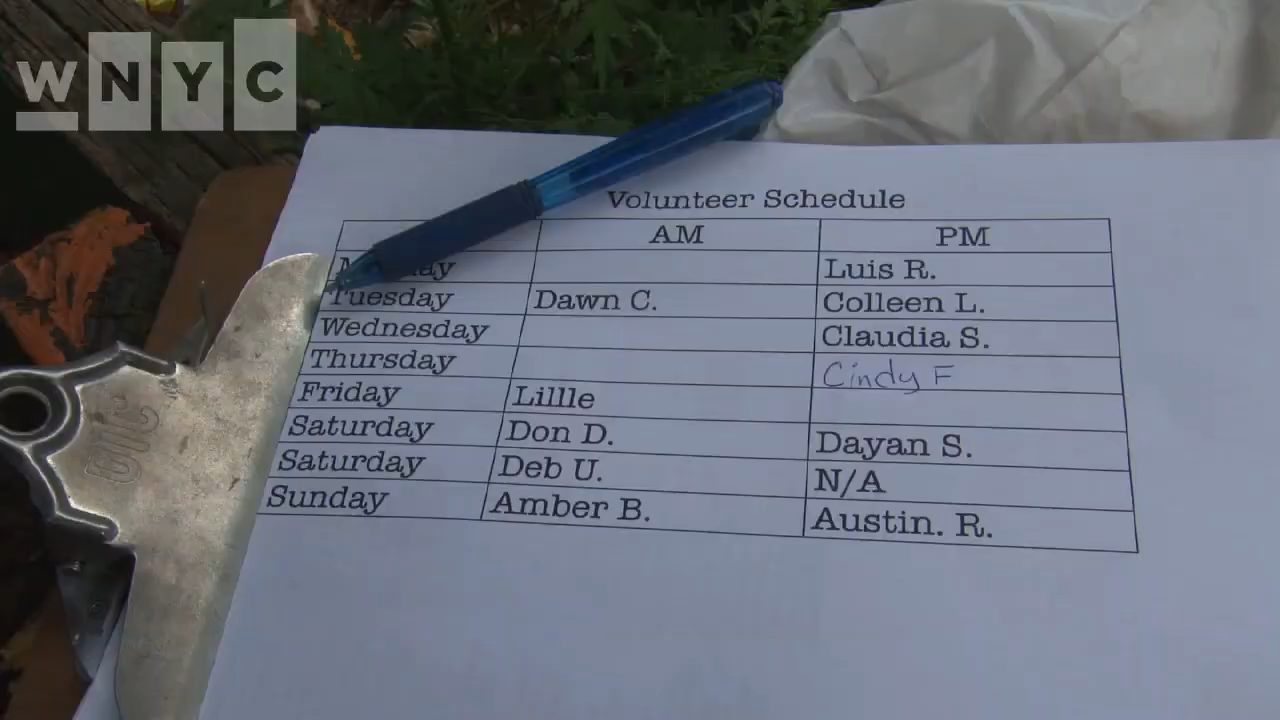 WNYC
Volunteer Schedule
AM PM
Luis R.
Tuesday Dawn C. Colleen L.
Wednesday Claudia S.
Thursday Cindy F
Friday Lillle
Saturday Don D. Dayan S.
Saturday Deb U. N/A
Sunday Amber B. Austin. R.